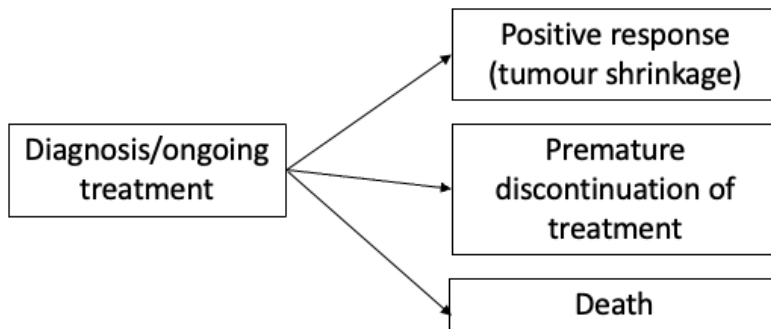 Diagnosis/ongoing
treatment
Positive response
(tumour shrinkage)
Premature
discontinuation of
treatment
Death